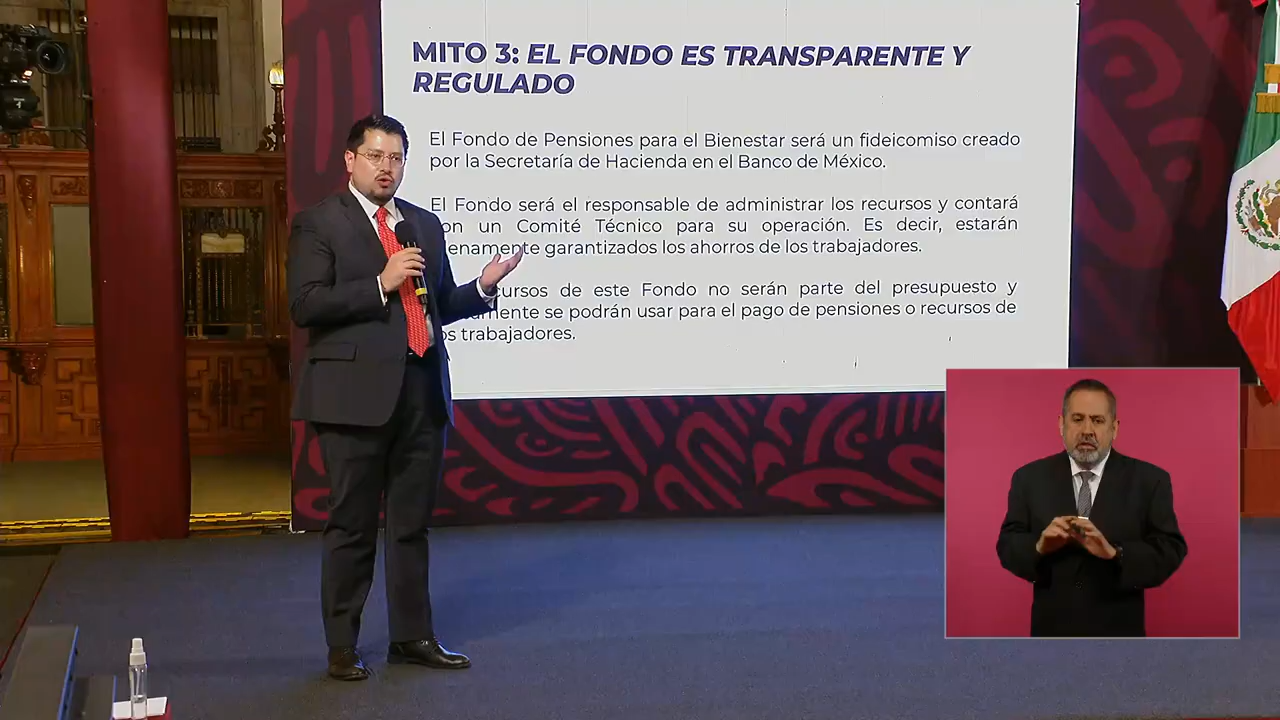 MITO 3: EL FONDO ES TRANSPARENTE Y
REGULADO
El Fondo de Pensiones para el Bienestar será un fideicomiso creado
por la Secretaría de Hacienda en el Banco de México.
El Fondo será el responsable de administrar los recursos y contará
un Comité Técnico para su operación. Es decir, estarán
garantizados los ahorros de los trabajadores.
de este Fondo no serán parte del presupuesto y
se podrán usar para el pago de pensiones o recursos de
trabajadores.